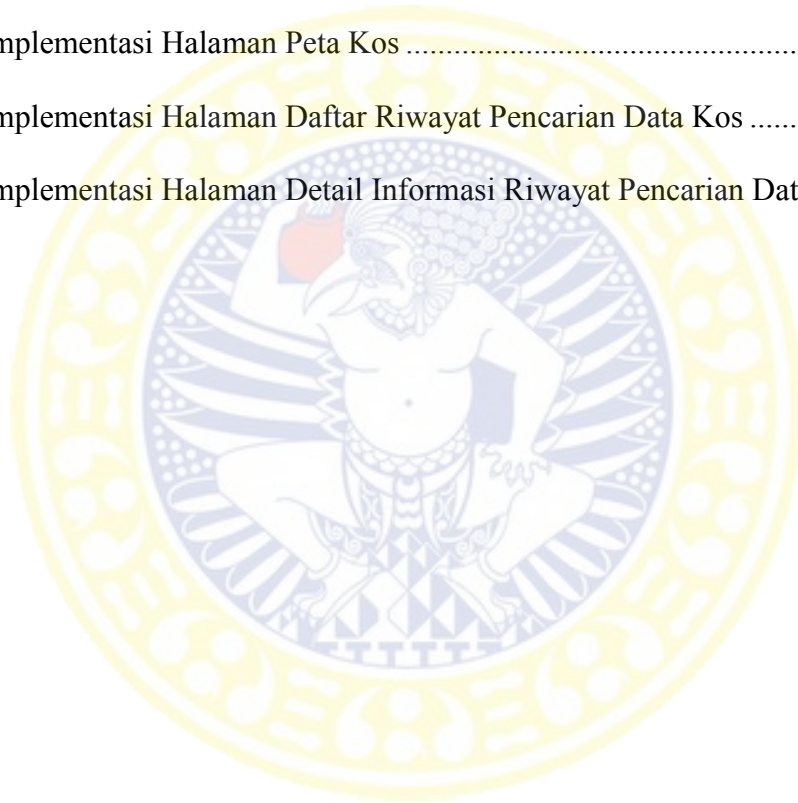 mplementasi Halaman Peta Kos .................................................
mplementasi Halaman Daftar Riwayat Pencarian Data Kos ......
mplementasi Halaman Detail Informasi Riwayat Pencarian Dat